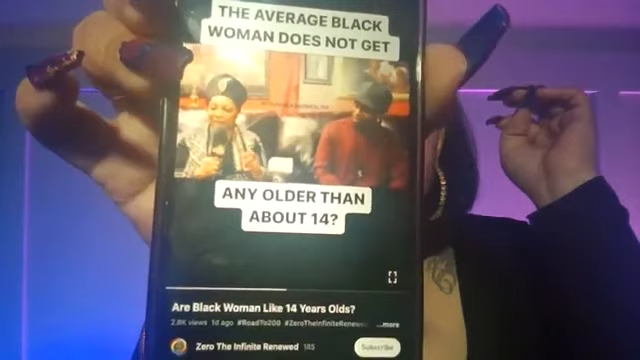 THE AVERAGE BLACK
WOMAN DOES NOT GET
ANY OLDER THAN
ABOUT 14?
Are Black Woman Like 14 Years Olds?
2.8K views 1d ago #RoadTo200 #ZeroTheInfiniteRenewed ...more
Zero The Infinite Renewed 185
Subscribe